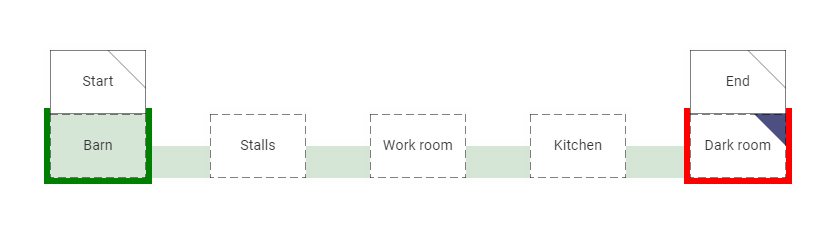 Start
End
Barn
Stalls
Work room
Kitchen
Dark room